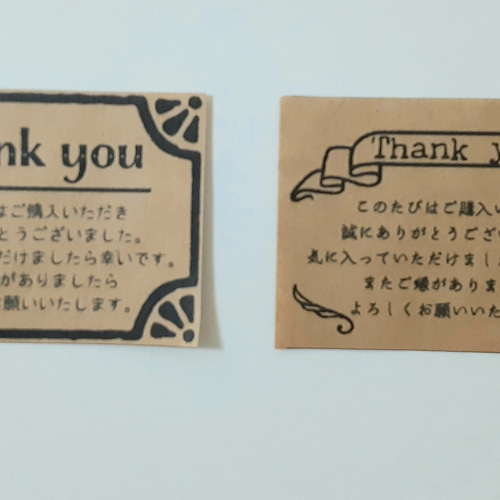 nk you
はご購入いただき
とうございました。
だけましたら幸いです。
がありましたら
お願いいたします。
Thank y
このたびはご購入い
誠にありがとうござい
気に入っていただけまし
またご縁がありま
よろしくお願いいた